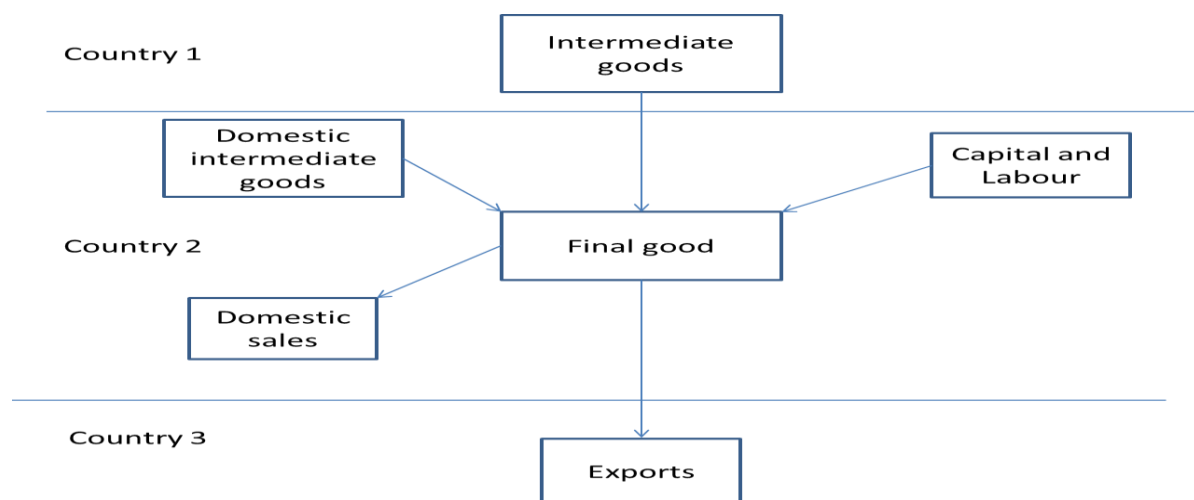 Country 1
Intermediate
goods
Domestic
intermediate
goods
Capital and
Labour
Country 2
Final good
Domestic
sales
Country 3
Exports